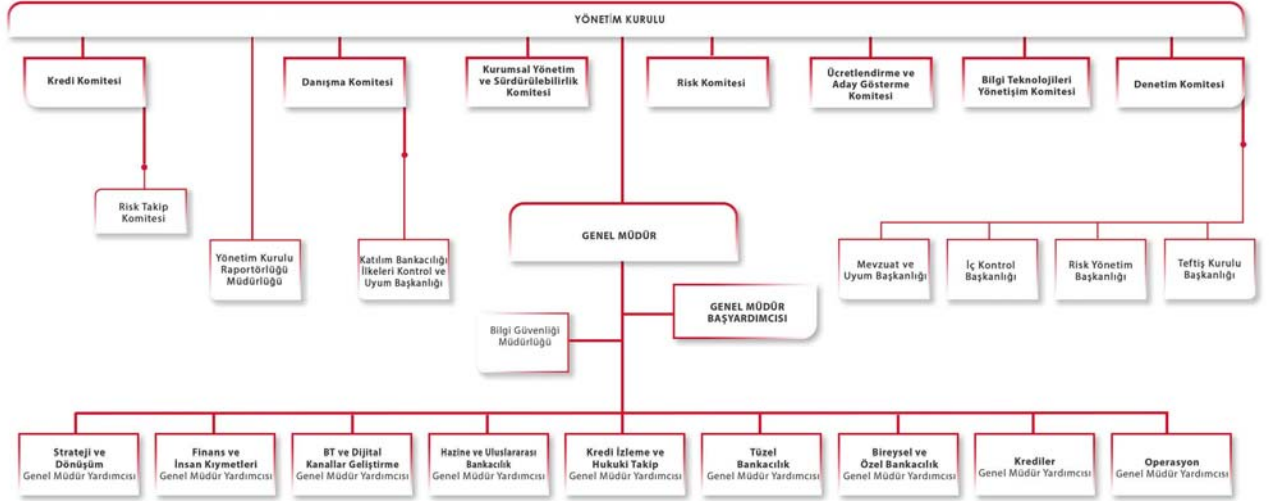 YÖNETİM KURULU
Kredi Komitesi
Danışma Komitesi
Kurumsal Yönetim
ve Sürdürülebilirlik
Komitesi
Risk Komitesi
Ücretlendirme ve
Aday Gösterme
Komitesi
Bilgi Teknolojileri
Yönetişim Komitesi
Denetim Komitesi
Risk Takip
Komitesi
Yönetim Kurulu
Raportörlüğü
Müdürlüğü
Katılım Bankacılığı
İlkeleri Kontrol ve
Uyum Başkanlığı
GENEL MÜDÜR
Mevzuat ve
Uyum Başkanlığı
İç Kontrol
Başkanlığı
Risk Yönetim
Başkanlığı
Teftiş Kurulu
Başkanlığı
GENEL MÜDÜR
BAŞYARDIMCISI
Bilgi Güvenliği
Müdürlüğü
Strateji ve
Dönüşüm
Genel Müdür Yardımcısı
Finans ve
İnsan Kıymetleri
Genel Müdür Yardımcısı
BT ve Dijital
Kanallar Geliştirme
Genel Müdür Yardımcısı
Hazine ve Uluslararası
Bankacılık
Genel Müdür Yardımcısı
Kredi İzleme ve
Hukuki Takip
Genel Müdür Yardımcısı
Tüzel
Bankacılık
Genel Müdür Yardımcısı
Bireysel ve
Özel Bankacılık
Genel Müdür Yardımcısı
Krediler
Genel Müdür Yardımcısı
Operasyon
Genel Müdür Yardımcısı